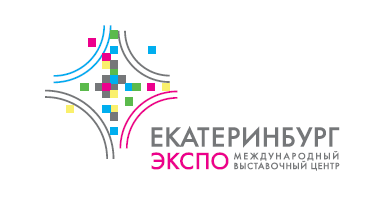 ЕКАТЕРИНБУРГ
ЭКСПО МЕЖДУНАРОДНЫЙ
ВЫСТАВОЧНЫЙ ЦЕНТР